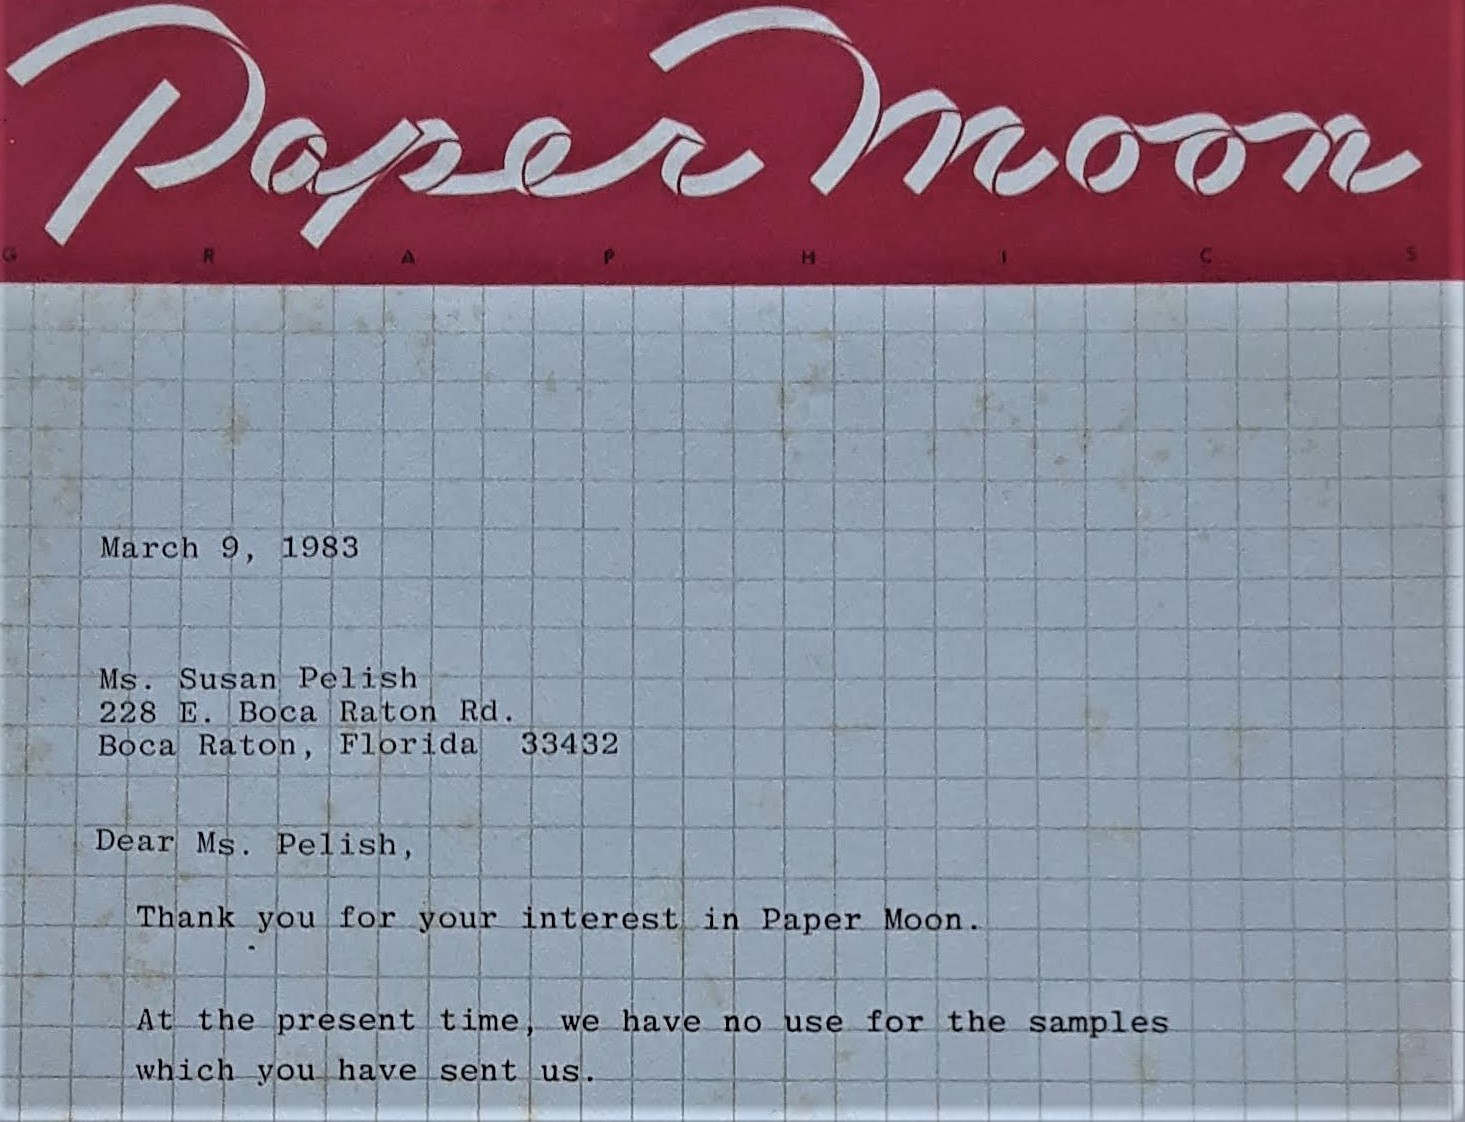 Paper Moon
GRAPHICS
March 9, 1983
Ms. Susan Pelish
228 E. Boca Raton Rd.
Boca Raton, Florida  33432
Dear Ms. Pelish,
Thank you for your interest in Paper Moon.
At the present time, we have no use for the samples
which you have sent us.